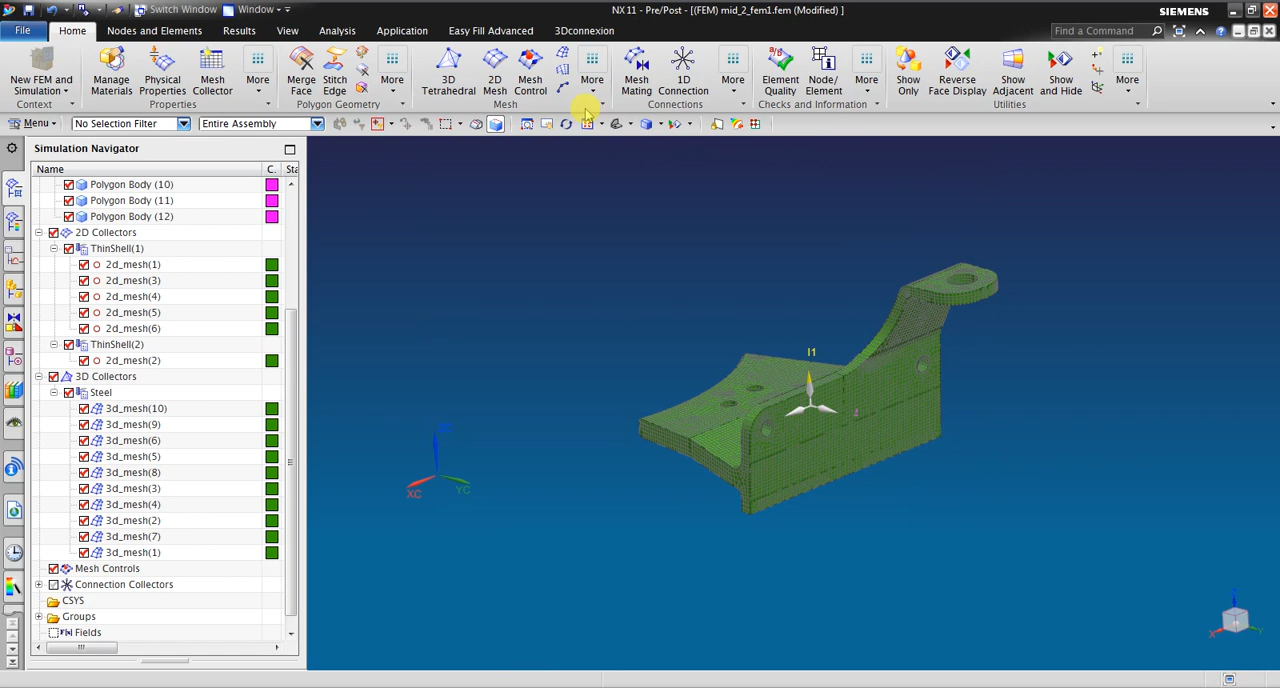 Switch Window Window NX 11 - Pre/Post - [(FEM) mid_2_fem1.fem (Modified) ] SIEMENS
File Home Nodes and Elements Results View Analysis Application Easy Fill Advanced 3Dconnexion Find a Command
New FEM and Simulation
Manage Materials
Physical Properties
Mesh Collector
More
Merge Face
Stitch Edge
More
3D Tetrahedral
2D Mesh
Mesh Control
More
Mesh Mating
1D Connection
More
Element Quality
Node/ Element
More
Show Only
Reverse Face Display
Show Adjacent
Show and Hide
More
Context Properties Polygon Geometry Mesh Connections Checks and Information Utilities
Menu No Selection Filter Entire Assembly
Simulation Navigator
Name C. Sta
Polygon Body (10)
Polygon Body (11)
Polygon Body (12)
2D Collectors
ThinShell(1)
2d_mesh(1)
2d_mesh(3)
2d_mesh(4)
2d_mesh(5)
2d_mesh(6)
ThinShell(2)
2d_mesh(2)
3D Collectors
Steel
3d_mesh(10)
3d_mesh(9)
3d_mesh(6)
3d_mesh(5)
3d_mesh(8)
3d_mesh(3)
3d_mesh(4)
3d_mesh(2)
3d_mesh(7)
3d_mesh(1)
Mesh Controls
Connection Collectors
CSYS
Groups
Fields
XC YC
X Y